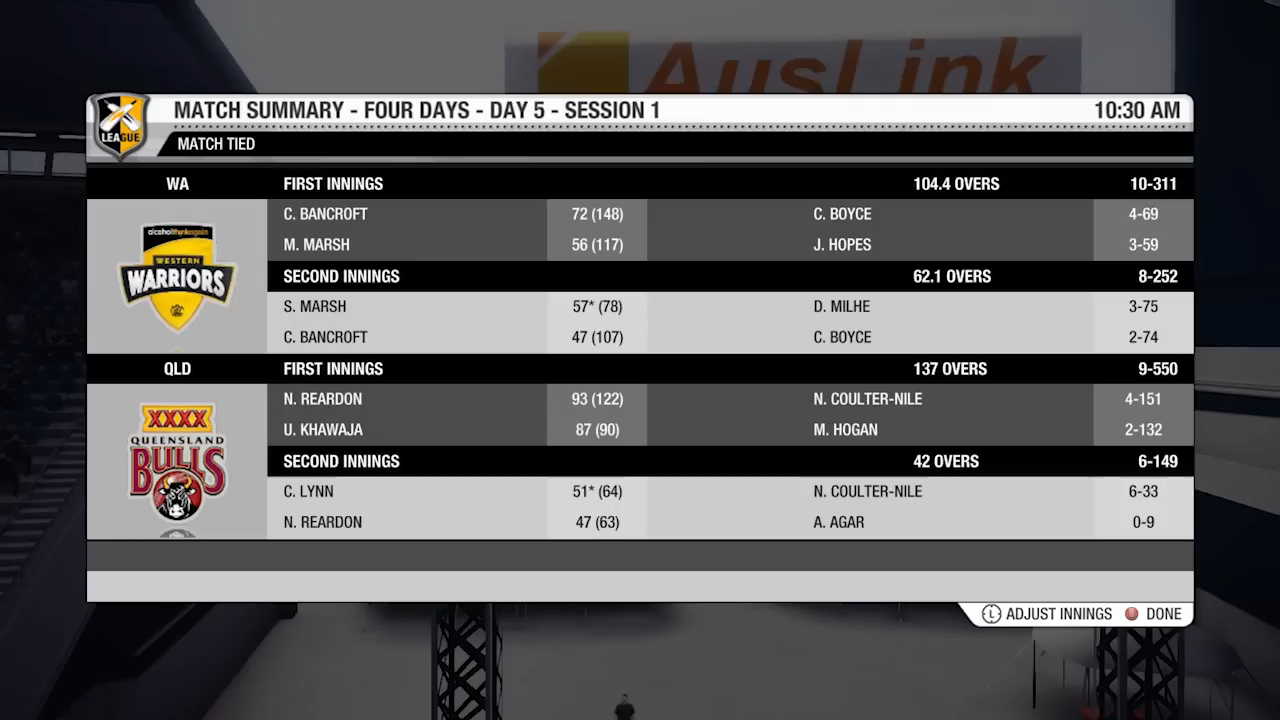 AusLink
LEAGUE
MATCH SUMMARY - FOUR DAYS - DAY 5 - SESSION 1 10:30 AM
MATCH TIED
WA FIRST INNINGS 104.4 OVERS 10-311
C. BANCROFT 72 (148) C. BOYCE 4-69
M. MARSH 56 (117) J. HOPES 3-59
alcoholthinkagain
WESTERN
WARRIORS
SECOND INNINGS 62.1 OVERS 8-252
S. MARSH 57* (78) D. MILHE 3-75
C. BANCROFT 47 (107) C. BOYCE 2-74
QLD FIRST INNINGS 137 OVERS 9-550
N. REARDON 93 (122) N. COULTER-NILE 4-151
U. KHAWAJA 87 (90) M. HOGAN 2-132
XXXX
QUEENSLAND
BULLS
SECOND INNINGS 42 OVERS 6-149
C. LYNN 51* (64) N. COULTER-NILE 6-33
N. REARDON 47 (63) A. AGAR 0-9
L ADJUST INNINGS DONE